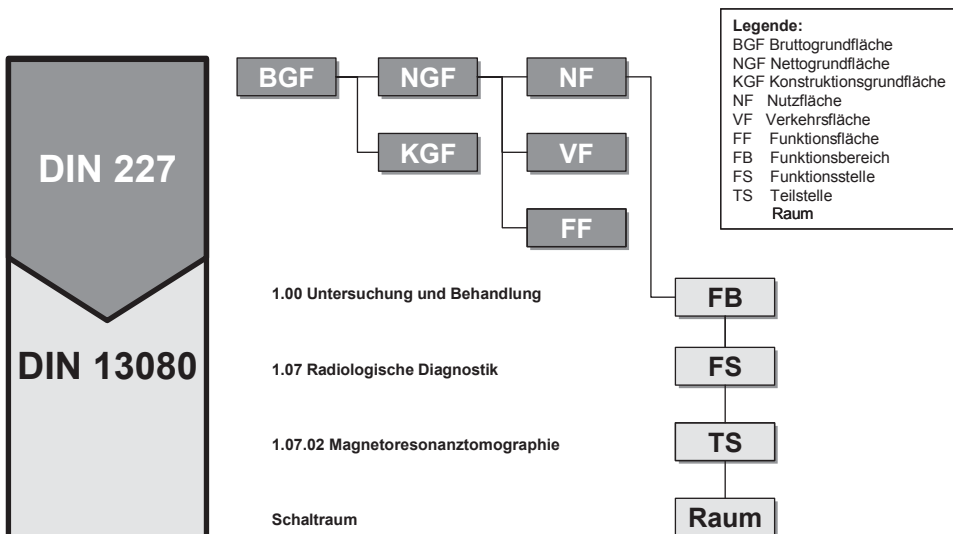 Legende:
BGF Bruttogrundfläche
NGF Nettogrundfläche
KGF Konstruktionsgrundfläche
NF Nutzfläche
VF Verkehrsfläche
FF Funktionsfläche
FB Funktionsbereich
FS Funktionsstelle
TS Teilstelle
Raum
BGF NGF NF
KGF VF
DIN 227
FF
1.00 Untersuchung und Behandlung FB
DIN 13080
1.07 Radiologische Diagnostik FS
1.07.02 Magnetoresonanztomographie TS
Schaltraum Raum